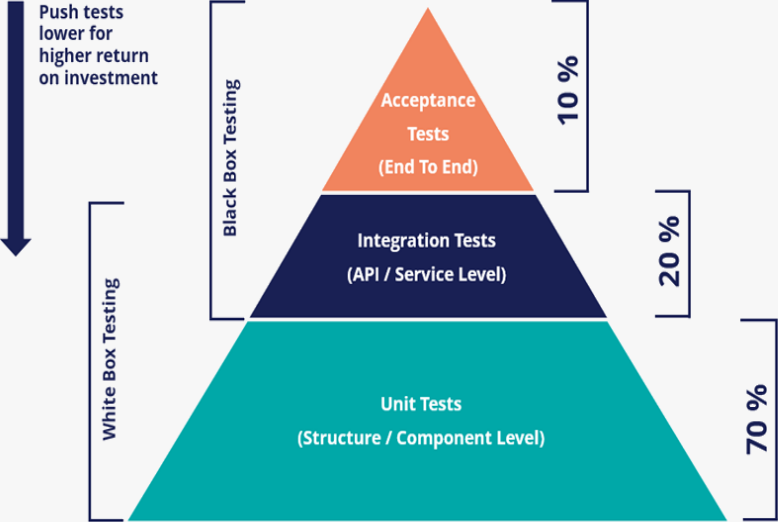 Push tests
lower for
higher return
on investment
Black Box Testing
White Box Testing
Acceptance
Tests
(End To End)
10 %
Integration Tests
(API / Service Level)
20 %
Unit Tests
(Structure / Component Level)
70 %